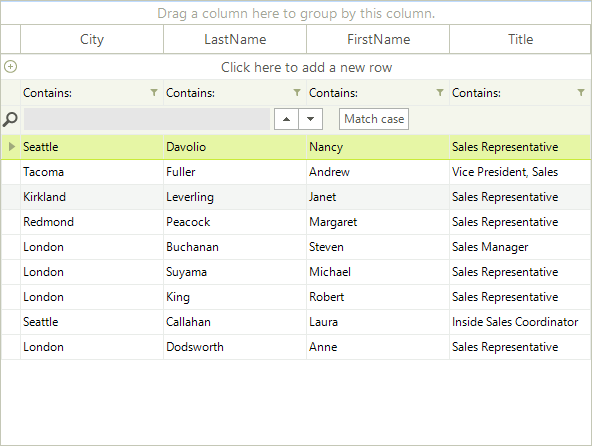 Drag a column here to group by this column.
City LastName FirstName Title
Click here to add a new row
Contains: Contains: Contains: Contains:
Match case
Seattle Davolio Nancy Sales Representative
Tacoma Fuller Andrew Vice President, Sales
Kirkland Leverling Janet Sales Representative
Redmond Peacock Margaret Sales Representative
London Buchanan Steven Sales Manager
London Suyama Michael Sales Representative
London King Robert Sales Representative
Seattle Callahan Laura Inside Sales Coordinator
London Dodsworth Anne Sales Representative